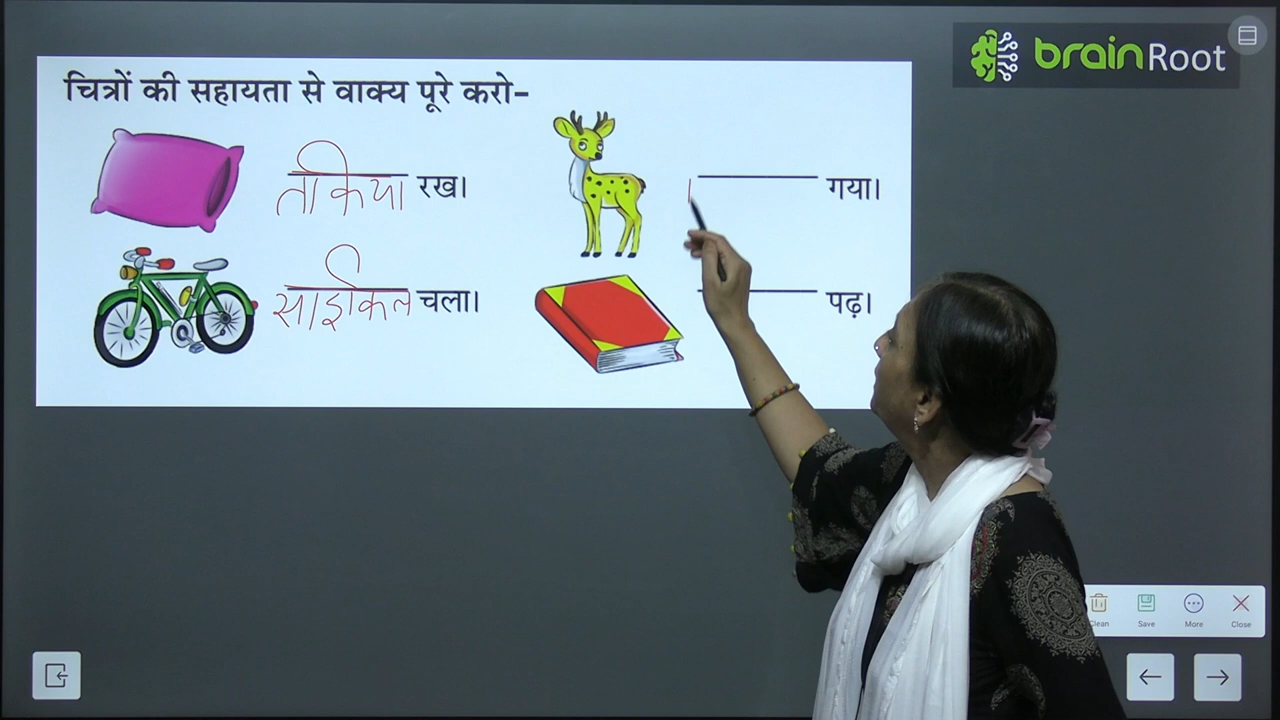 brainRoot
चित्रों की सहायता से वाक्य पूरे करो-
तकिया रख।
गया।
साइकिल चला।
पढ़।
Clean
Save
More
Close